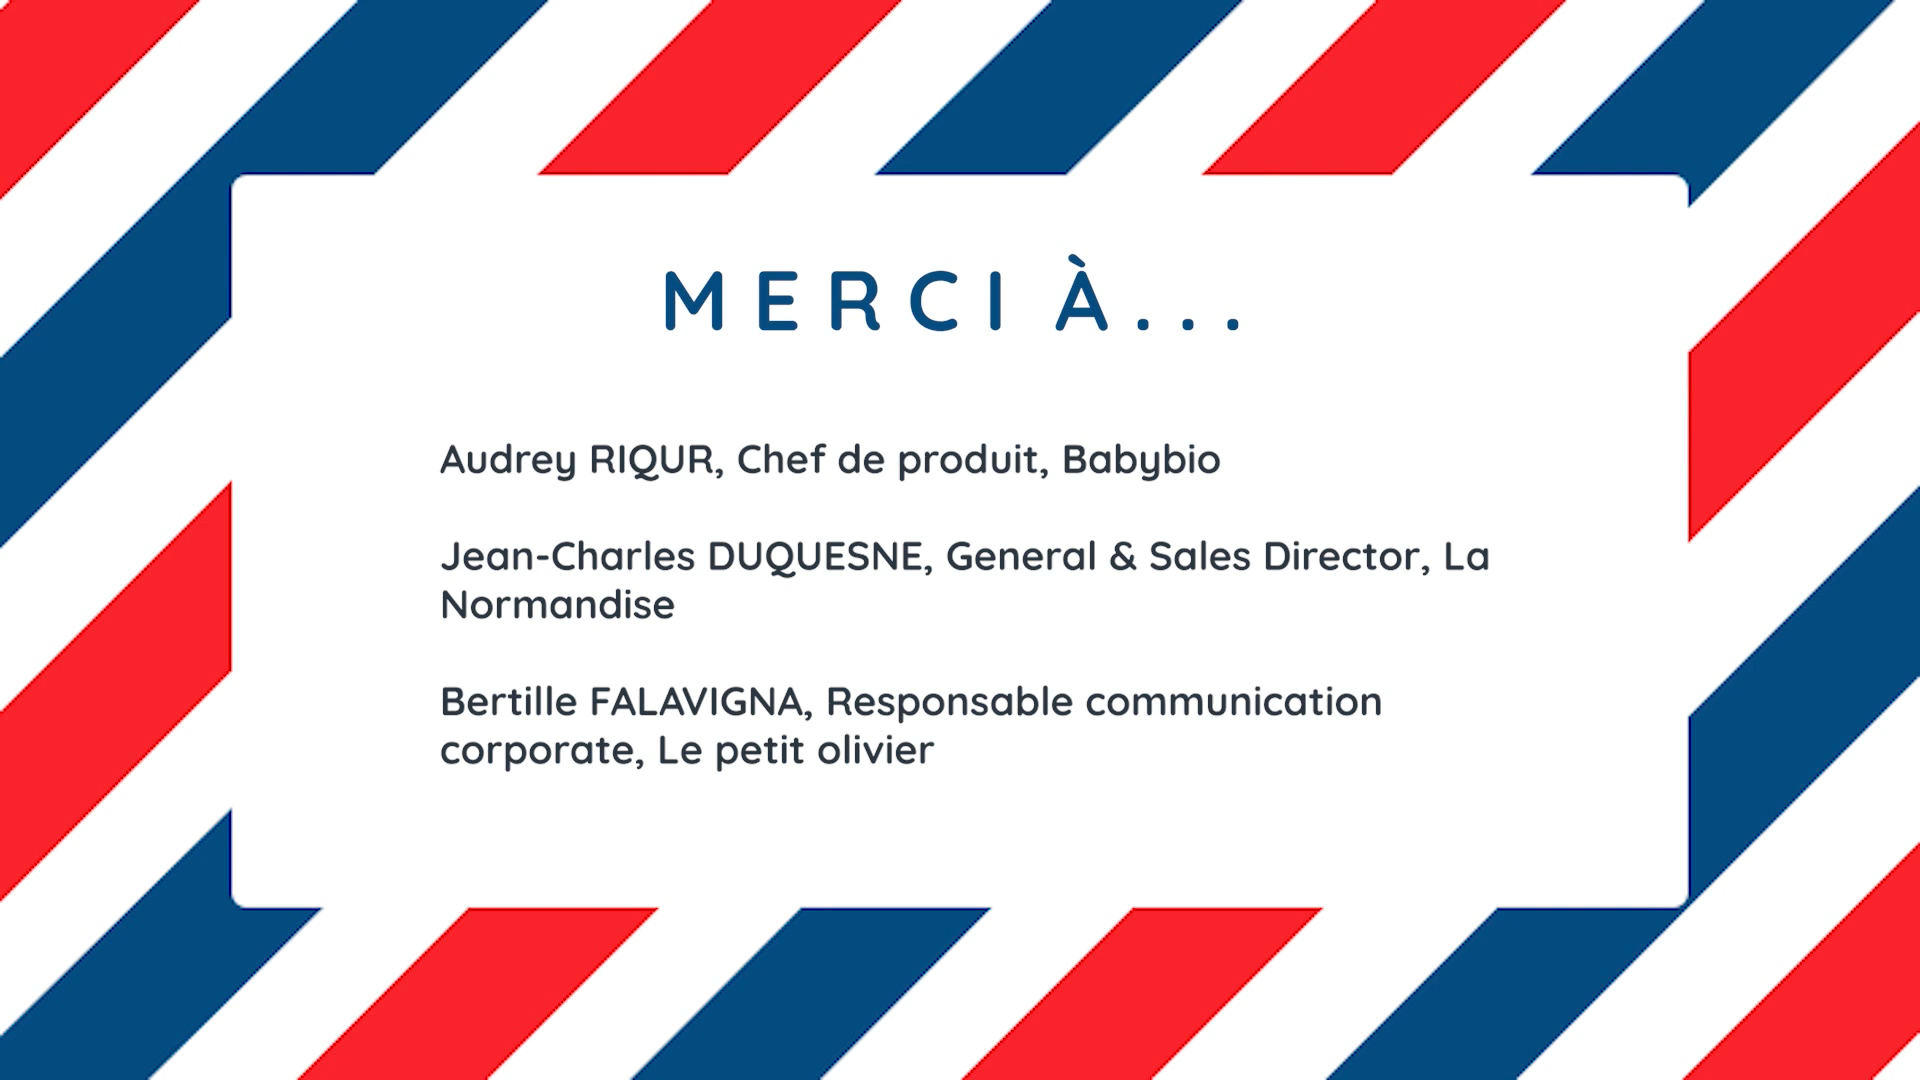 MERCI À...
Audrey RIQUR, Chef de produit, Babybio
Jean-Charles DUQUESNE, General & Sales Director, La
Normandise
Bertille FALAVIGNA, Responsable communication
corporate, Le petit olivier